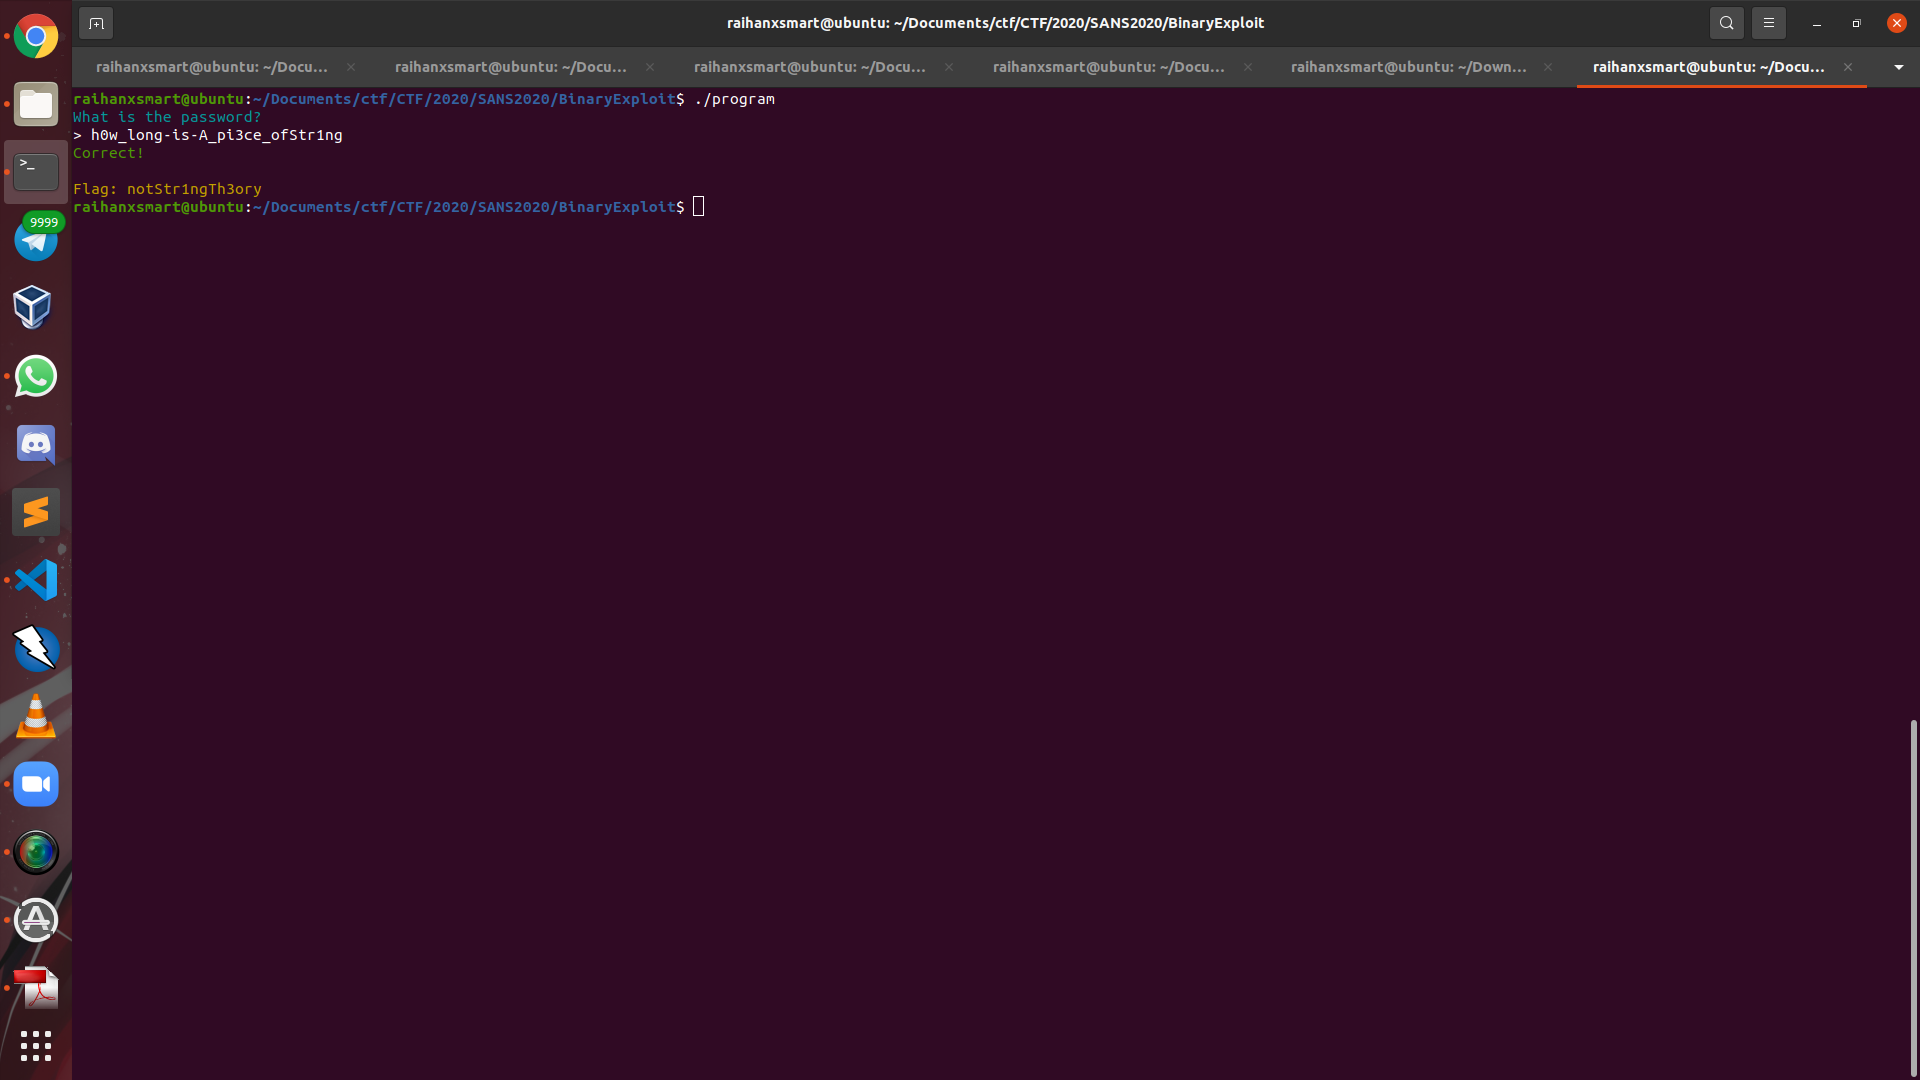 raihanxsmart@ubuntu: ~/Documents/ctf/CTF/2020/SANS2020/BinaryExploit
raihanxsmart@ubuntu: ~/Docu...
raihanxsmart@ubuntu: ~/Docu...
raihanxsmart@ubuntu: ~/Docu...
raihanxsmart@ubuntu: ~/Docu...
raihanxsmart@ubuntu: ~/Down...
raihanxsmart@ubuntu: ~/Docu...
raihanxsmart@ubuntu:~/Documents/ctf/CTF/2020/SANS2020/BinaryExploit$ ./program
What is the password?
> h0w_long-is-A_pi3ce_ofStr1ng
Correct!
Flag: notStr1ngTh3ory
raihanxsmart@ubuntu:~/Documents/ctf/CTF/2020/SANS2020/BinaryExploit$
>_
9999